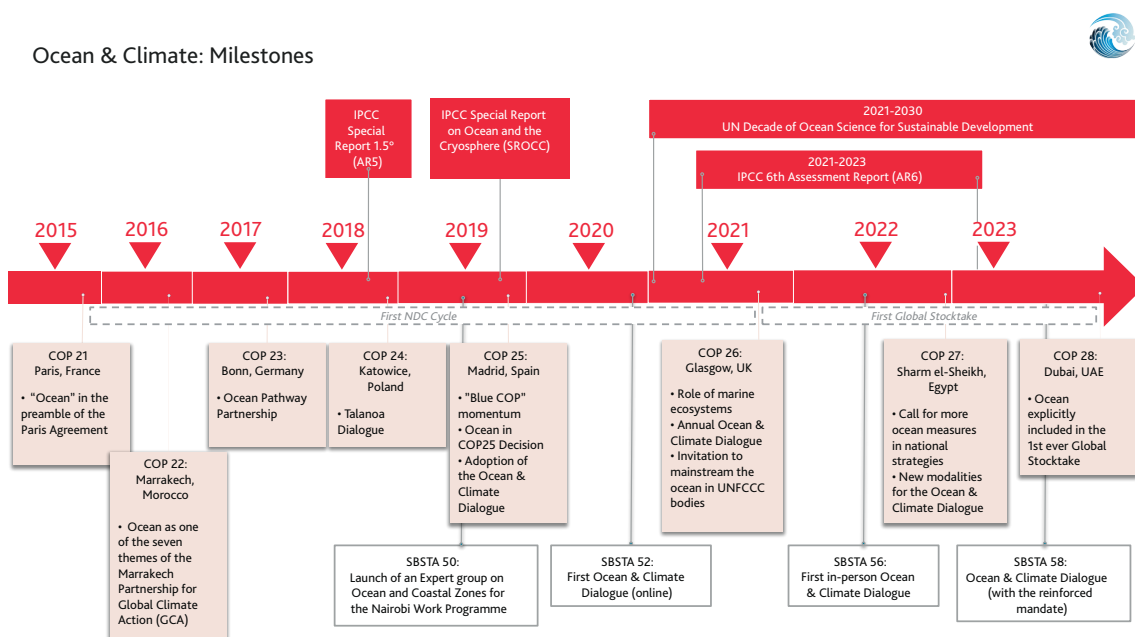 Ocean & Climate: Milestones
IPCC
Special
Report 1.5°
(AR5)
IPCC Special Report
on Ocean and the
Cryosphere (SROCC)
2021-2030
UN Decade of Ocean Science for Sustainable Development
2021-2023
IPCC 6th Assessment Report (AR6)
2015
2016
2017
2018
2019
2020
2021
2022
2023
First NDC Cycle
First Global Stocktake
COP 21
Paris, France
• “Ocean” in the
preamble of the
Paris Agreement
COP 22:
Marrakech,
Morocco
• Ocean as one
of the seven
themes of the
Marrakech
Partnership for
Global Climate
Action (GCA)
COP 23:
Bonn, Germany
• Ocean Pathway
Partnership
COP 24:
Katowice,
Poland
• Talanoa
Dialogue
COP 25:
Madrid, Spain
• "Blue COP"
momentum
• Ocean in
COP25 Decision
• Adoption of
the Ocean &
Climate
Dialogue
COP 26:
Glasgow, UK
• Role of marine
ecosystems
• Annual Ocean &
Climate Dialogue
• Invitation to
mainstream the
ocean in UNFCCC
bodies
COP 27:
Sharm el-Sheikh,
Egypt
• Call for more
ocean measures
in national
strategies
• New modalities
for the Ocean &
Climate Dialogue
COP 28:
Dubai, UAE
• Ocean
explicitly
included in the
1st ever Global
Stocktake
SBSTA 50:
Launch of an Expert group on
Ocean and Coastal Zones for
the Nairobi Work Programme
SBSTA 52:
First Ocean & Climate
Dialogue (online)
SBSTA 56:
First in-person Ocean
& Climate Dialogue
SBSTA 58:
Ocean & Climate Dialogue
(with the reinforced
mandate)